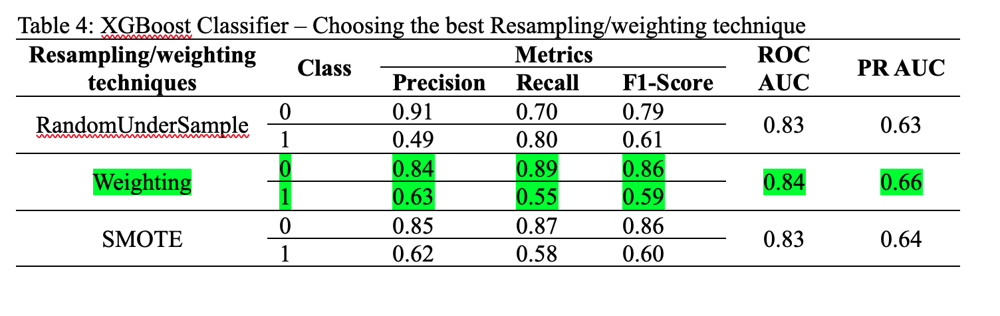 Table 4: XGBoost Classifier – Choosing the best Resampling/weighting technique
Resampling/weighting techniques Class Metrics ROC AUC PR AUC
Precision Recall F1-Score
RandomUnderSample 0 0.91 0.70 0.79 0.83 0.63
1 0.49 0.80 0.61
Weighting 0 0.84 0.89 0.86 0.84 0.66
1 0.63 0.55 0.59
SMOTE 0 0.85 0.87 0.86 0.83 0.64
1 0.62 0.58 0.60